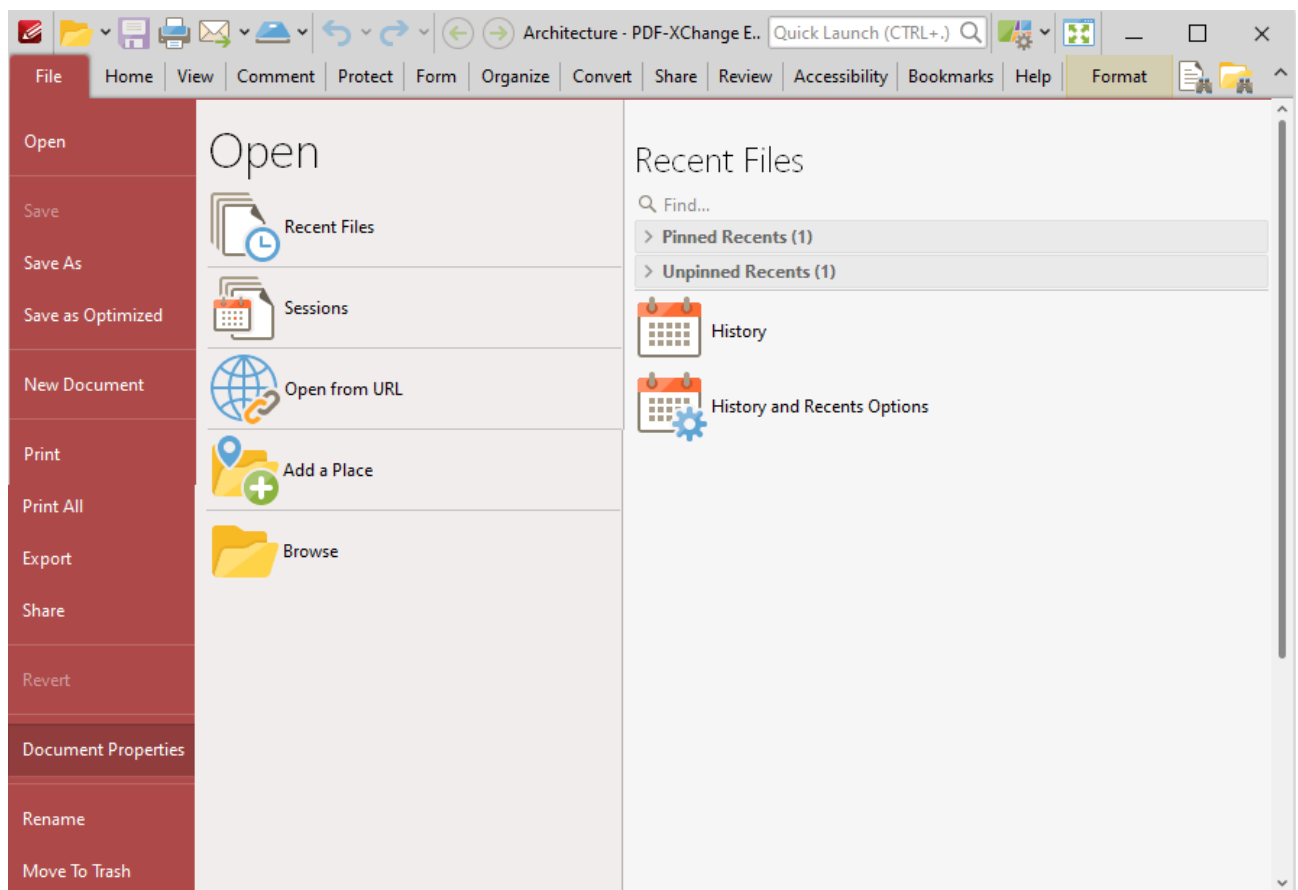 Architecture - PDF-XChange E..
Quick Launch (CTRL+.)
File
Home
View
Comment
Protect
Form
Organize
Convert
Share
Review
Accessibility
Bookmarks
Help
Format
Open
Save
Save As
Save as Optimized
New Document
Print
Print All
Export
Share
Revert
Document Properties
Rename
Move To Trash
Open
Recent Files
Sessions
Open from URL
Add a Place
Browse
Recent Files
Find...
Pinned Recents (1)
Unpinned Recents (1)
History
History and Recents Options